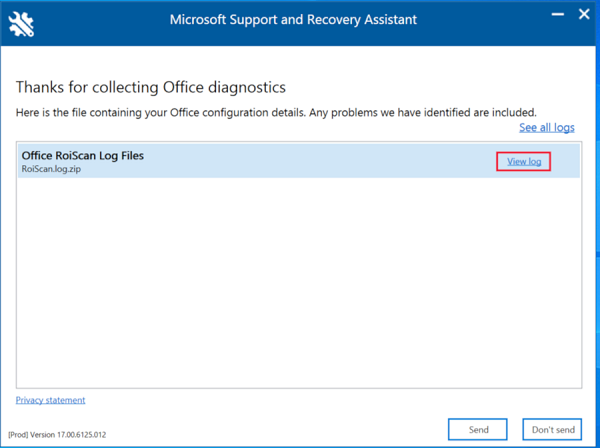 Microsoft Support and Recovery Assistant
Thanks for collecting Office diagnostics
Here is the file containing your Office configuration details. Any problems we have identified are included.
See all logs
Office RoiScan Log Files
View log
RoiScan.log.zip
Privacy statement
[Prod] Version 17.00.6125.012
Send
Don't send